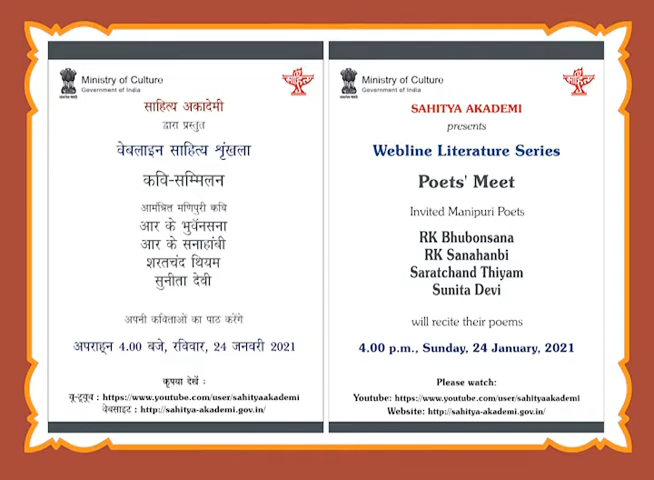 Ministry of Culture
Government of India
साहित्य अकादेमी
द्वारा प्रस्तुत
वेबलाइन साहित्य शृंखला
कवि-सम्मिलन
आमंत्रित मणिपुरी कवि
आर के भुवॅनसना
आर के सनाहांबी
शरतचंद थियम
सुनीता देवी
अपनी कविताओं का पाठ करेंगे
अपराह्न 4.00 बजे, रविवार, 24 जनवरी 2021
कृपया देखें :
यू-ट्यूब : https://www.youtube.com/user/sahityaakademi
वेबसाइट : http://sahitya-akademi.gov.in/
Ministry of Culture
Government of India
SAHITYA AKADEMI
presents
Webline Literature Series
Poets' Meet
Invited Manipuri Poets
RK Bhubonsana
RK Sanahanbi
Saratchand Thiyam
Sunita Devi
will recite their poems
4.00 p.m., Sunday, 24 January, 2021
Please watch:
Youtube: https://www.youtube.com/user/sahityaakademi
Website: http://sahitya-akademi.gov.in/